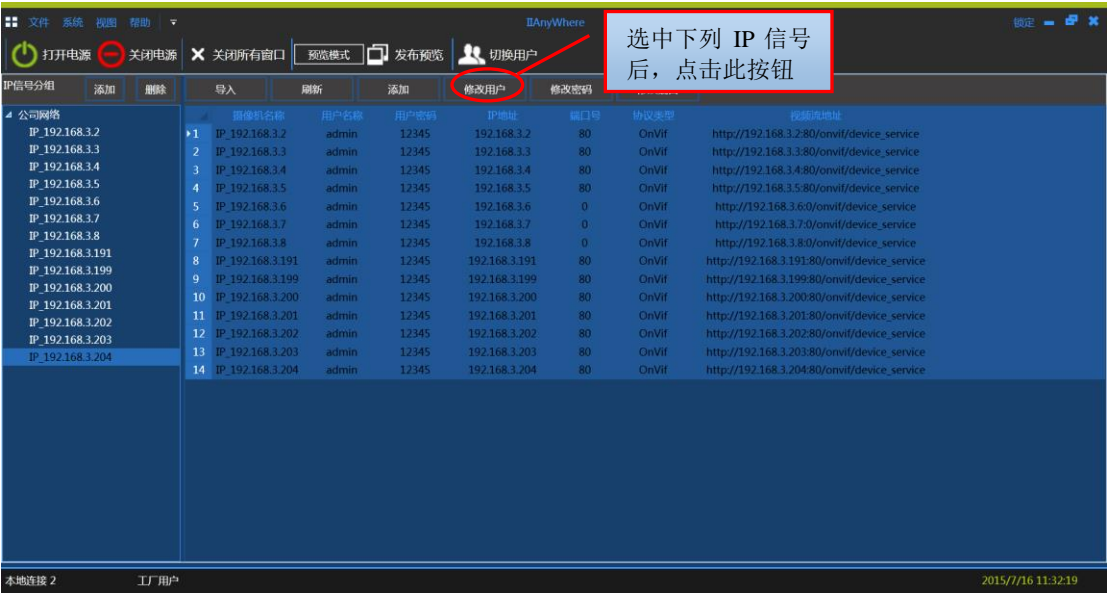 文件 系统 视图 帮助
IIAnyWhere
锁定
打开电源 关闭电源 关闭所有窗口 预览模式 发布预览 切换用户
选中下列 IP 信号
后，点击此按钮
IP信号分组 添加 删除 导入 刷新 添加 修改用户 修改密码
公司网络
IP_192.168.3.2
IP_192.168.3.3
IP_192.168.3.4
IP_192.168.3.5
IP_192.168.3.6
IP_192.168.3.7
IP_192.168.3.8
IP_192.168.3.191
IP_192.168.3.199
IP_192.168.3.200
IP_192.168.3.201
IP_192.168.3.202
IP_192.168.3.203
IP_192.168.3.204
摄像机名称 用户名称 用户密码 IP地址 端口号 协议类型 视频流地址
1 IP_192.168.3.2 admin 12345 192.168.3.2 80 OnVif http://192.168.3.2:80/onvif/device_service
2 IP_192.168.3.3 admin 12345 192.168.3.3 80 OnVif http://192.168.3.3:80/onvif/device_service
3 IP_192.168.3.4 admin 12345 192.168.3.4 80 OnVif http://192.168.3.4:80/onvif/device_service
4 IP_192.168.3.5 admin 12345 192.168.3.5 80 OnVif http://192.168.3.5:80/onvif/device_service
5 IP_192.168.3.6 admin 12345 192.168.3.6 0 OnVif http://192.168.3.6:0/onvif/device_service
6 IP_192.168.3.7 admin 12345 192.168.3.7 0 OnVif http://192.168.3.7:0/onvif/device_service
7 IP_192.168.3.8 admin 12345 192.168.3.8 0 OnVif http://192.168.3.8:0/onvif/device_service
8 IP_192.168.3.191 admin 12345 192.168.3.191 80 OnVif http://192.168.3.191:80/onvif/device_service
9 IP_192.168.3.199 admin 12345 192.168.3.199 80 OnVif http://192.168.3.199:80/onvif/device_service
10 IP_192.168.3.200 admin 12345 192.168.3.200 80 OnVif http://192.168.3.200:80/onvif/device_service
11 IP_192.168.3.201 admin 12345 192.168.3.201 80 OnVif http://192.168.3.201:80/onvif/device_service
12 IP_192.168.3.202 admin 12345 192.168.3.202 80 OnVif http://192.168.3.202:80/onvif/device_service
13 IP_192.168.3.203 admin 12345 192.168.3.203 80 OnVif http://192.168.3.203:80/onvif/device_service
14 IP_192.168.3.204 admin 12345 192.168.3.204 80 OnVif http://192.168.3.204:80/onvif/device_service
本地连接 2 工厂用户 2015/7/16 11:32:19